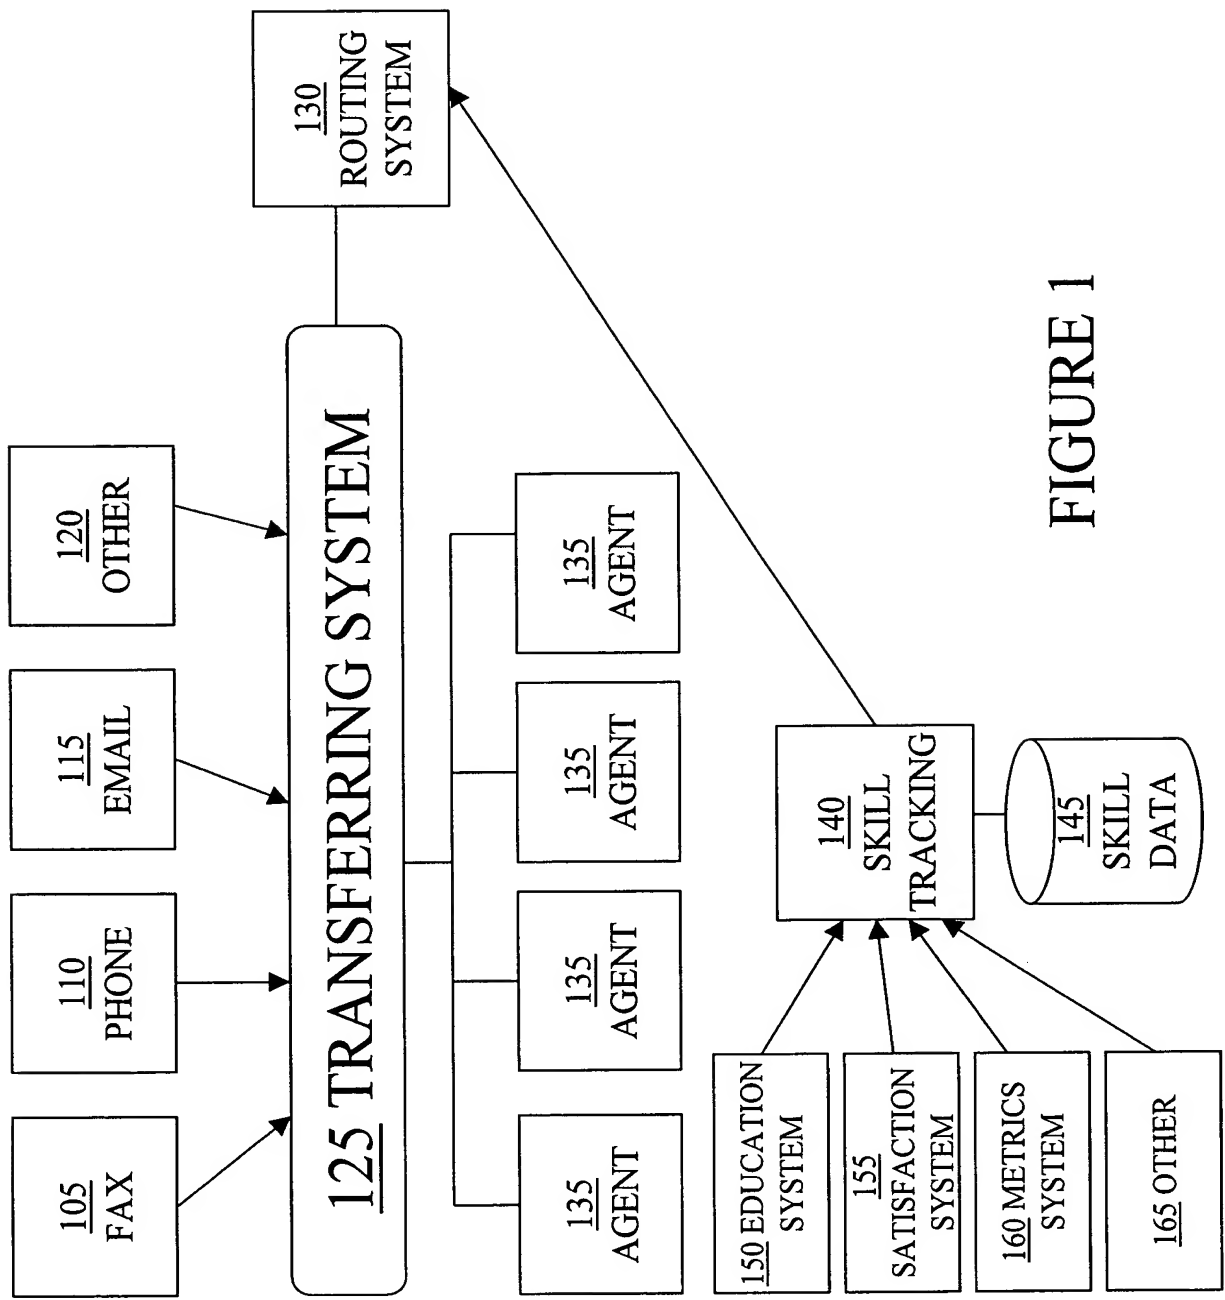 105
FAX
110
PHONE
115
EMAIL
120
OTHER
125 TRANSFERRING SYSTEM
130
ROUTING
SYSTEM
135
AGENT
135
AGENT
135
AGENT
135
AGENT
150 EDUCATION
SYSTEM
155
SATISFACTION
SYSTEM
160 METRICS
SYSTEM
165 OTHER
140
SKILL
TRACKING
145
SKILL
DATA
FIGURE 1